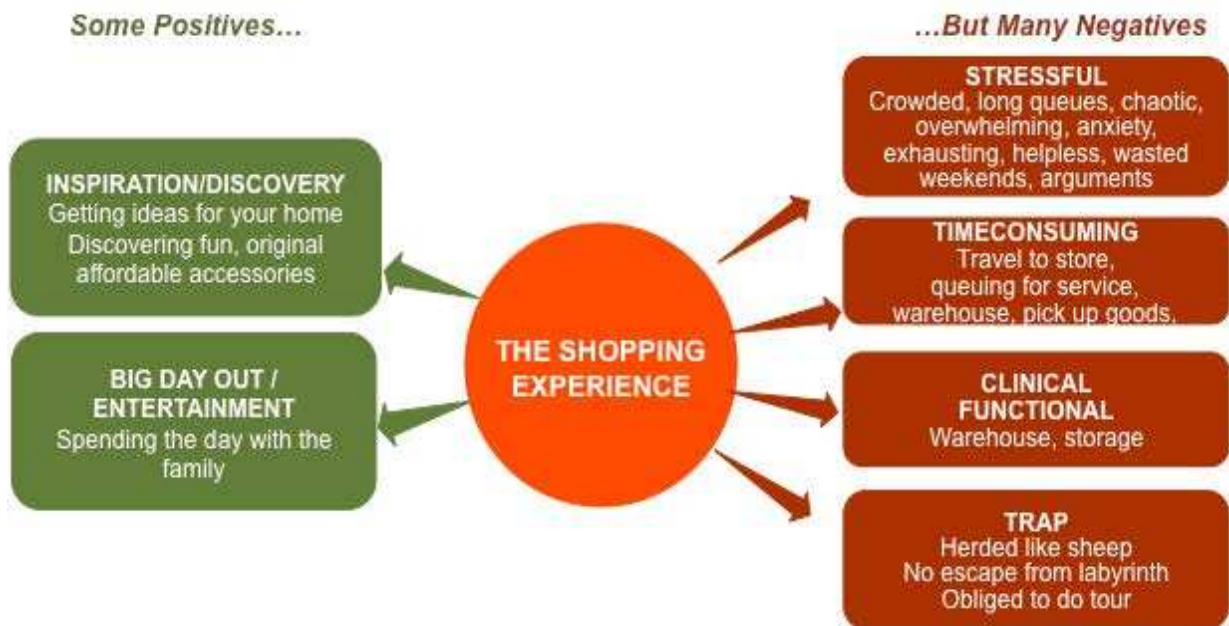 Some Positives...
...But Many Negatives
INSPIRATION/DISCOVERY
Getting ideas for your home
Discovering fun, original
affordable accessories
BIG DAY OUT /
ENTERTAINMENT
Spending the day with the
family
THE SHOPPING
EXPERIENCE
STRESSFUL
Crowded, long queues, chaotic,
overwhelming, anxiety,
exhausting, helpless, wasted
weekends, arguments
TIMECONSUMING
Travel to store,
queuing for service,
warehouse, pick up goods.
CLINICAL
FUNCTIONAL
Warehouse, storage
TRAP
Herded like sheep
No escape from labyrinth
Obliged to do tour